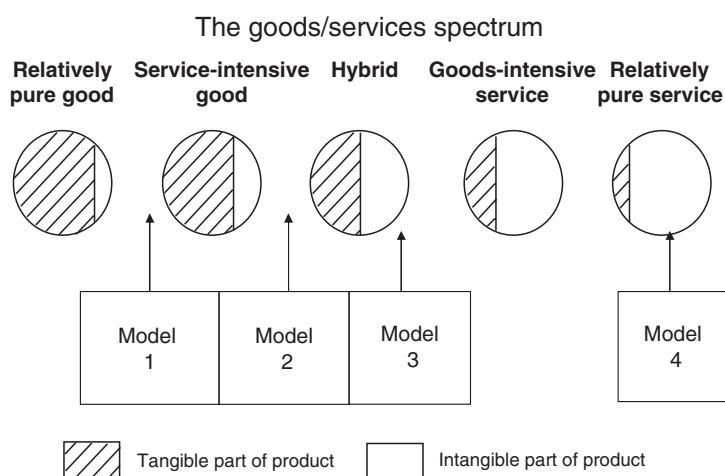 The goods/services spectrum
Relatively
pure good
Service-intensive
good
Hybrid
Goods-intensive
service
Relatively
pure service
Model
1
Model
2
Model
3
Model
4
Tangible part of product
Intangible part of product